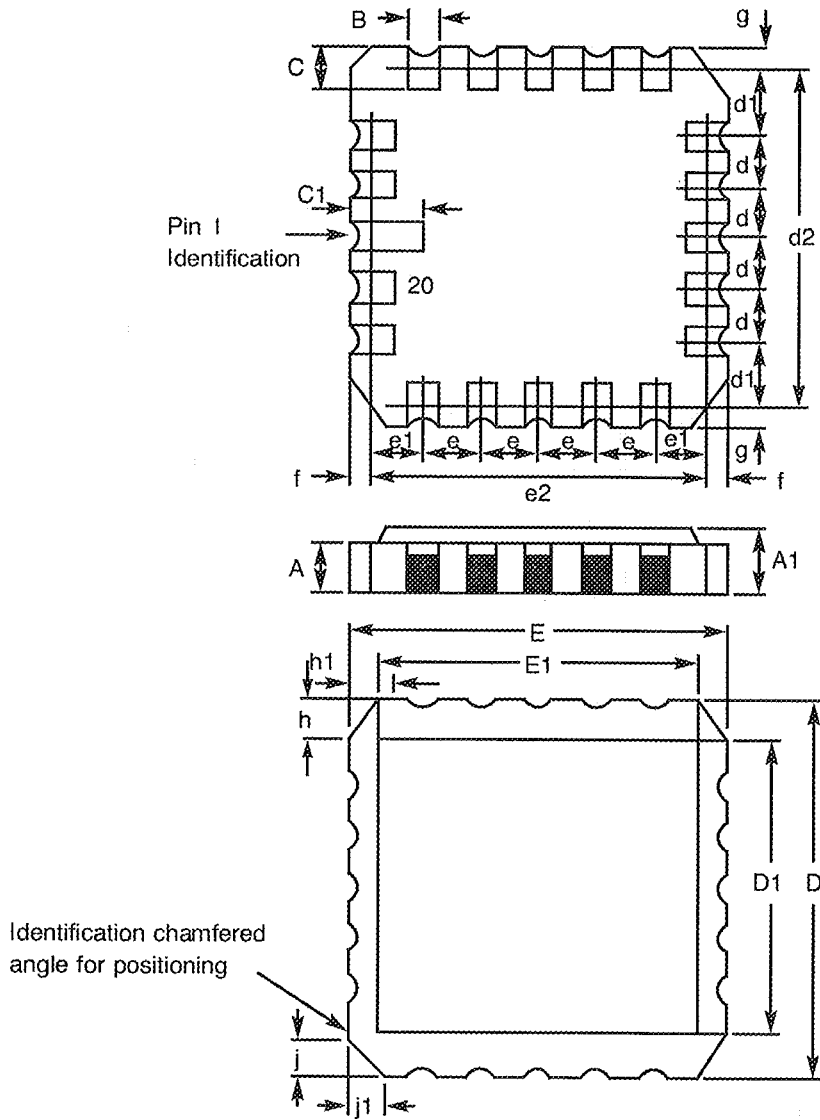 B
g
C
d1
C1
d
Pin I
Identification
d
d2
20
d
d
d1
e1 e e e e e1
g
f
e2
f
A
A1
E
h1
E1
h
D1
D
Identification chamfered
angle for positioning
j
j1